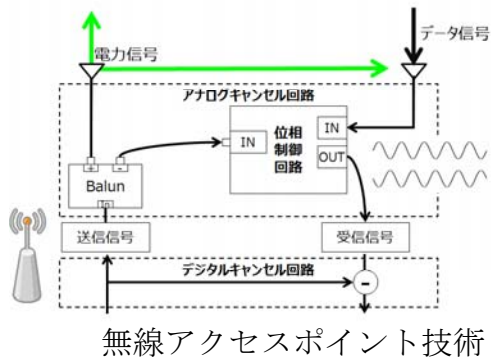 電力信号
データ信号
アナログキャンセル回路
位相
制御
回路
IN
IN
OUT
+ -
Balun
In
送信信号
受信信号
デジタルキャンセル回路
-
無線アクセスポイント技術